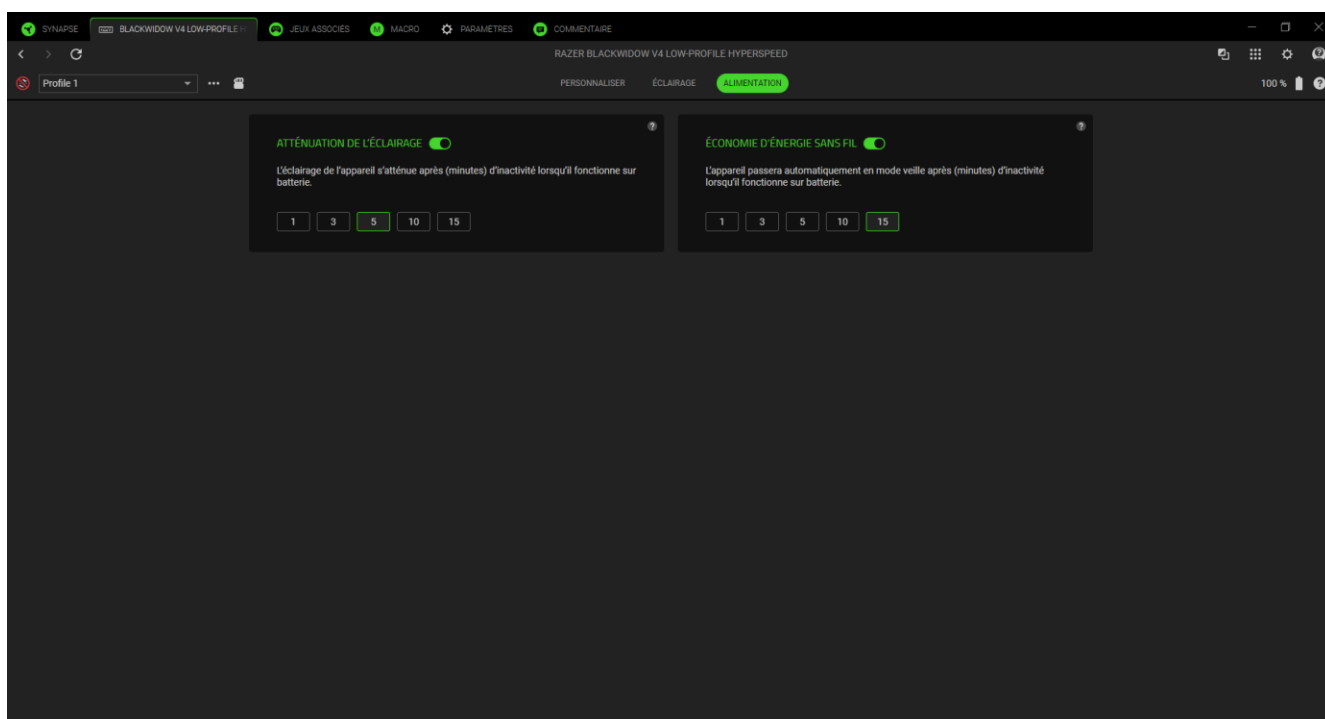 SYNAPSE BLACKWIDOW V4 LOW-PROFILE H JEUX ASSOCIÉS M MACRO PARAMÈTRES COMMENTAIRE
RAZER BLACKWIDOW V4 LOW-PROFILE HYPERSPEED
Profile 1 PERSONNALISER ÉCLAIRAGE ALIMENTATION 100 % ?
ATTÉNUATION DE L'ÉCLAIRAGE ?
L'éclairage de l'appareil s'atténue après (minutes) d'inactivité lorsqu'il fonctionne sur
batterie.
1 3 5 10 15
ÉCONOMIE D'ÉNERGIE SANS FIL ?
L'appareil passera automatiquement en mode veille après (minutes) d'inactivité
lorsqu'il fonctionne sur batterie.
1 3 5 10 15